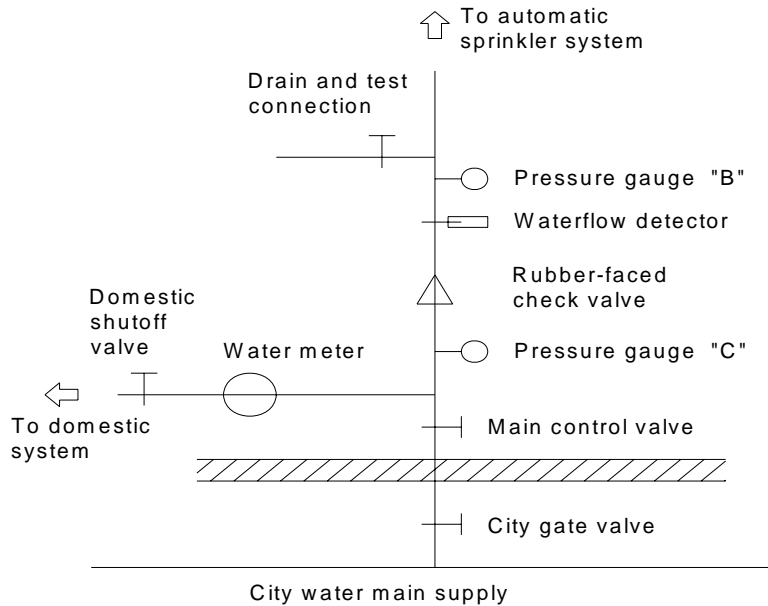 To automatic
sprinkler system
Drain and test
connection
Pressure gauge "B"
Waterflow detector
Rubber-faced
check valve
Domestic
shutoff
valve
Water meter
Pressure gauge "C"
To domestic
system
Main control valve
City gate valve
City water main supply